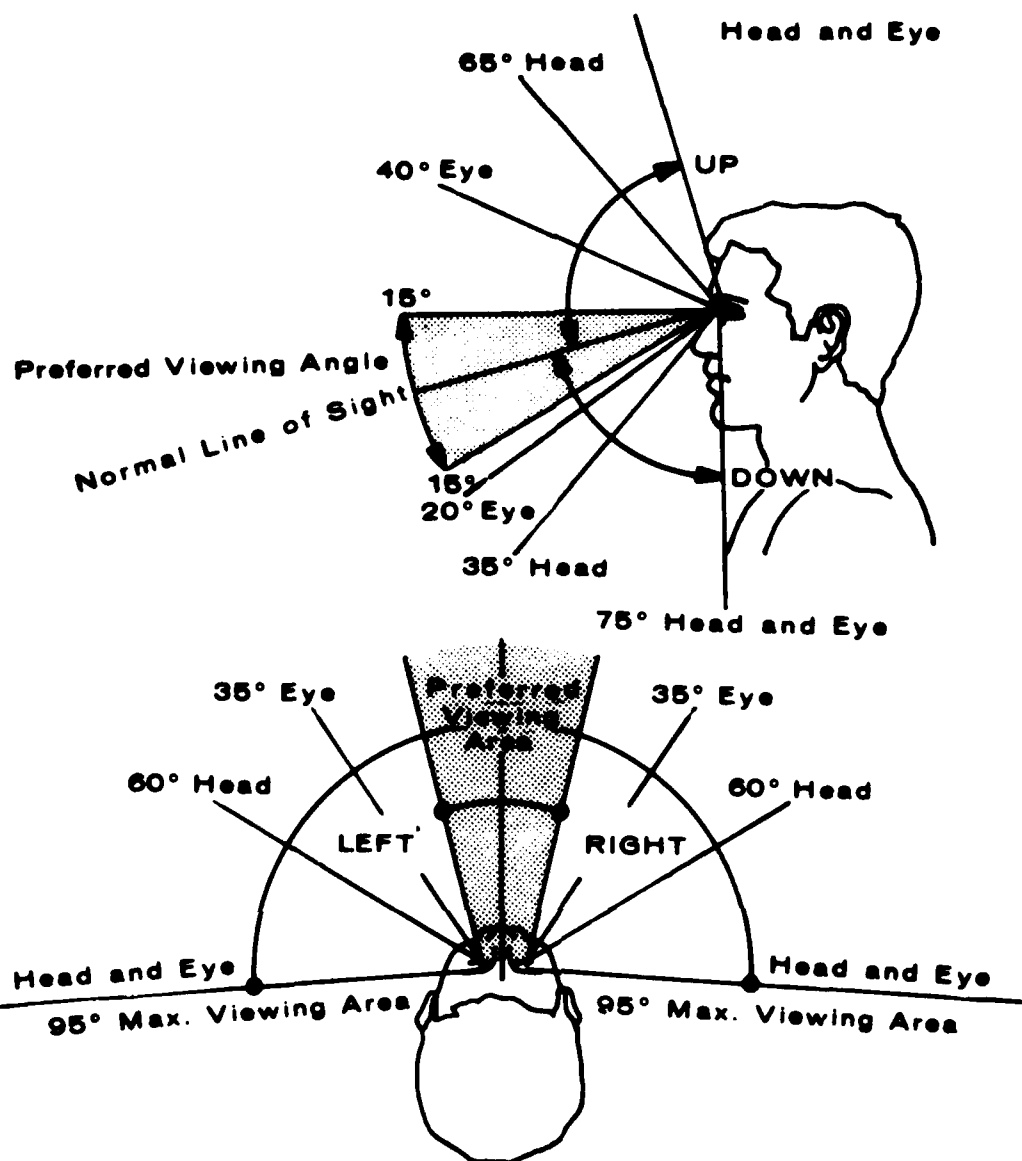 Head and Eye
65° Head
UP
40° Eye
15°
Preferred Viewing Angle
Normal Line of Sight
15°
20° Eye
DOWN
35° Head
75° Head and Eye
Preferred
Viewing
Area
35° Eye
35° Eye
60° Head
60° Head
LEFT
RIGHT
Head and Eye
Head and Eye
95° Max. Viewing Area
95° Max. Viewing Area